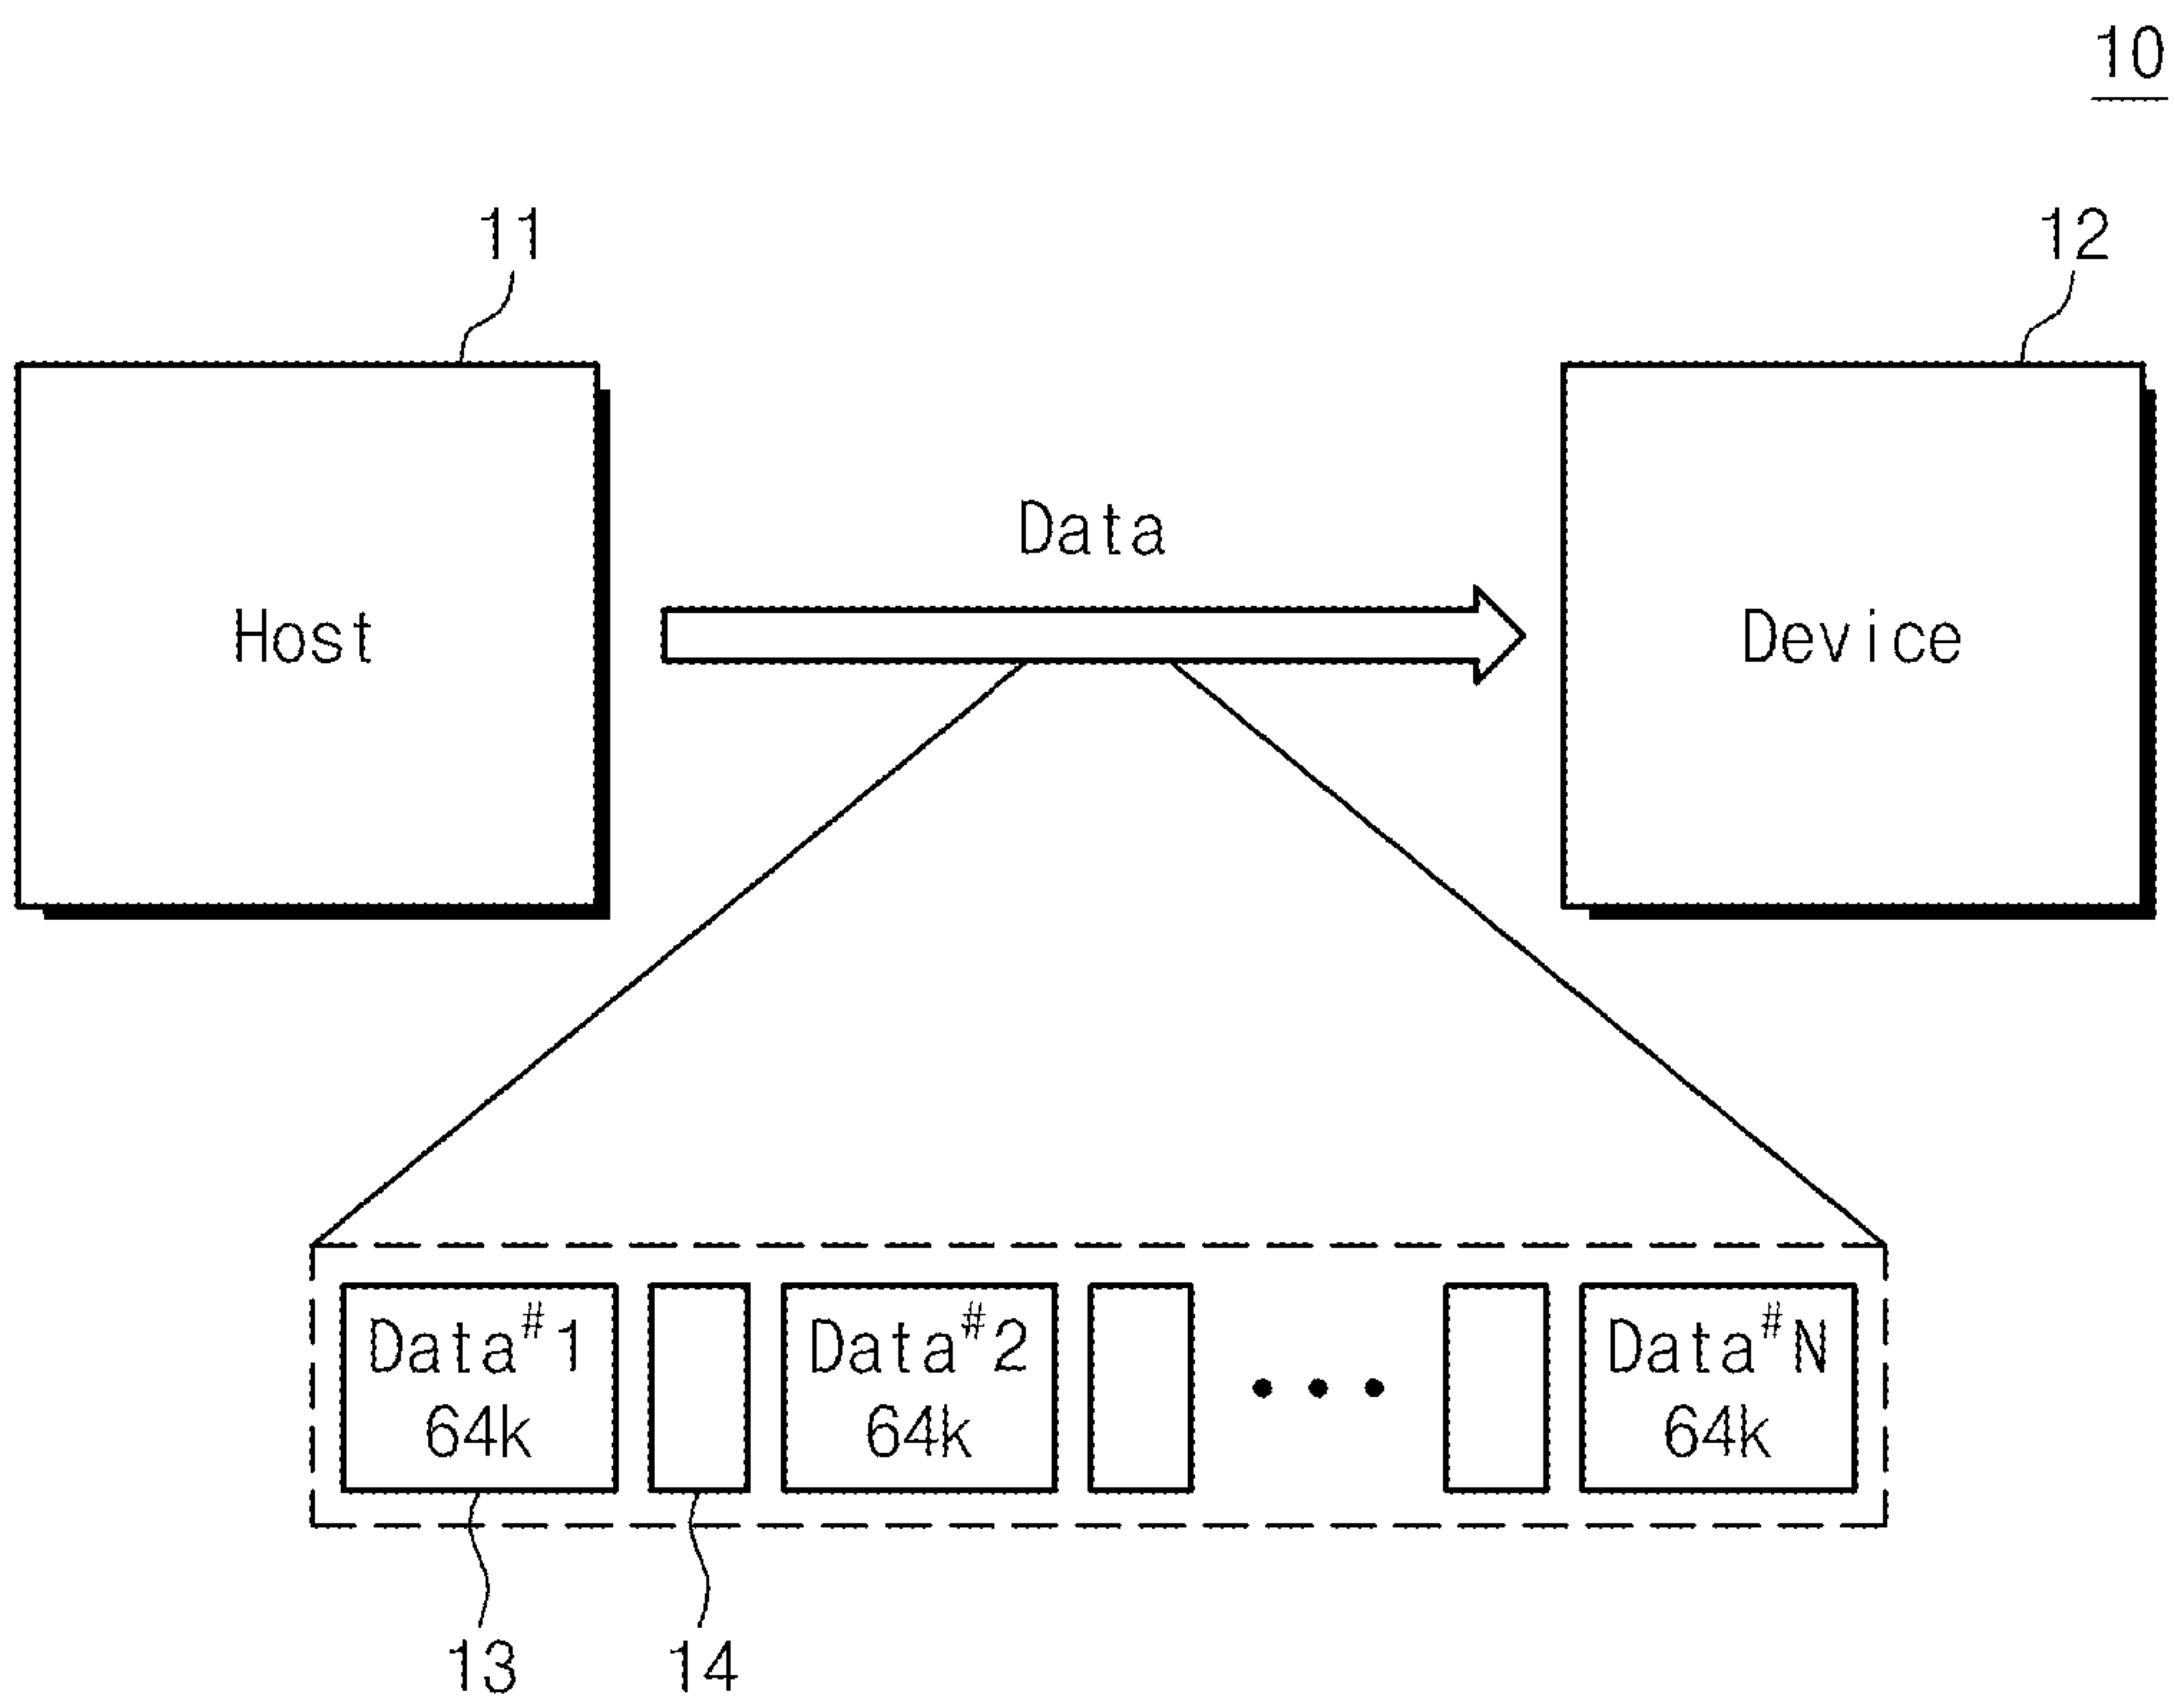 10
11
12
Data
Host
Device
Data#1
64k
Data#2
64k
Data#N
64k
13
14